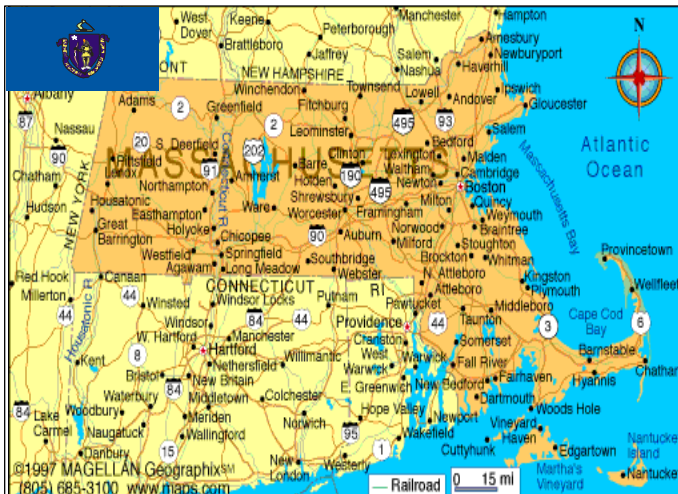 West Dover
Keene
Peterborough
Manchester
Hampton
Brattleboro
Jaffrey
Salem
Nashua
Amesbury
Newburyport
Haverhill
ONT
NEW HAMPSHIRE
Winchendon
Townsend
Ipswich
Albany
Adams
2
Greenfield
Fitchburg
Lowell
Andover
Gloucester
87
Nassau
20
2
Leominster
495
93
Salem
S. Deerfield
202
Clinton
Bedford
Lexington
Malden
Atlantic
Ocean
90
MASSACHUSETTS
Pittsfield
Lenox
91
Connecticut R.
Amherst
Barre
190
Waltham
Cambridge
Massachusetts Bay
Chatham
Northampton
Holden
495
Newton
Boston
NEW YORK
Housatonic
Shrewsbury
Milton
Quincy
Hudson
Easthampton
Ware
Worcester
Framingham
Weymouth
Great
Barrington
Holyoke
Norwood
Braintree
Chicopee
90
Auburn
Milford
Stoughton
Provincetown
Westfield
Springfield
Southbridge
Brockton
Whitman
Red Hook
Canaan
Agawam
Long Meadow
Webster
N. Attleboro
Kingston
Wellfleet
Millerton
44
CONNECTICUT
RI
Attleboro
Plymouth
Windsor Locks
Putnam
Pawtucket
Middleboro
44
Housatonic R
Winsted
84
44
Providence
44
Taunton
3
Cape Cod
Bay
6
Windsor
Manchester
Cranston
W. Hartford
Hartford
West
Warwick
Warwick
Somerset
Barnstable
Chatham
Kent
8
Nethersfield
Willimantic
Fall River
Bristol
New Britain
E. Greenwich
New Bedford
Fairhaven
Hyannis
84
Waterbury
Middletown
Colchester
Dartmouth
Lake
Carmel
84
Woodbury
Meriden
Norwich
Hope Valley
Newport
Woods Hole
Naugatuck
Wallingford
95
Wakefield
Vineyard
Haven
Nantucket
Island
Danbury
15
1
Cuttyhunk
Edgartown
New
London
Westerly
Martha's
Vineyard
Nantucket
©1997 MAGELLAN Geographix℠
(805) 685-3100 www.maps.com
Railroad
0 15 mi
N